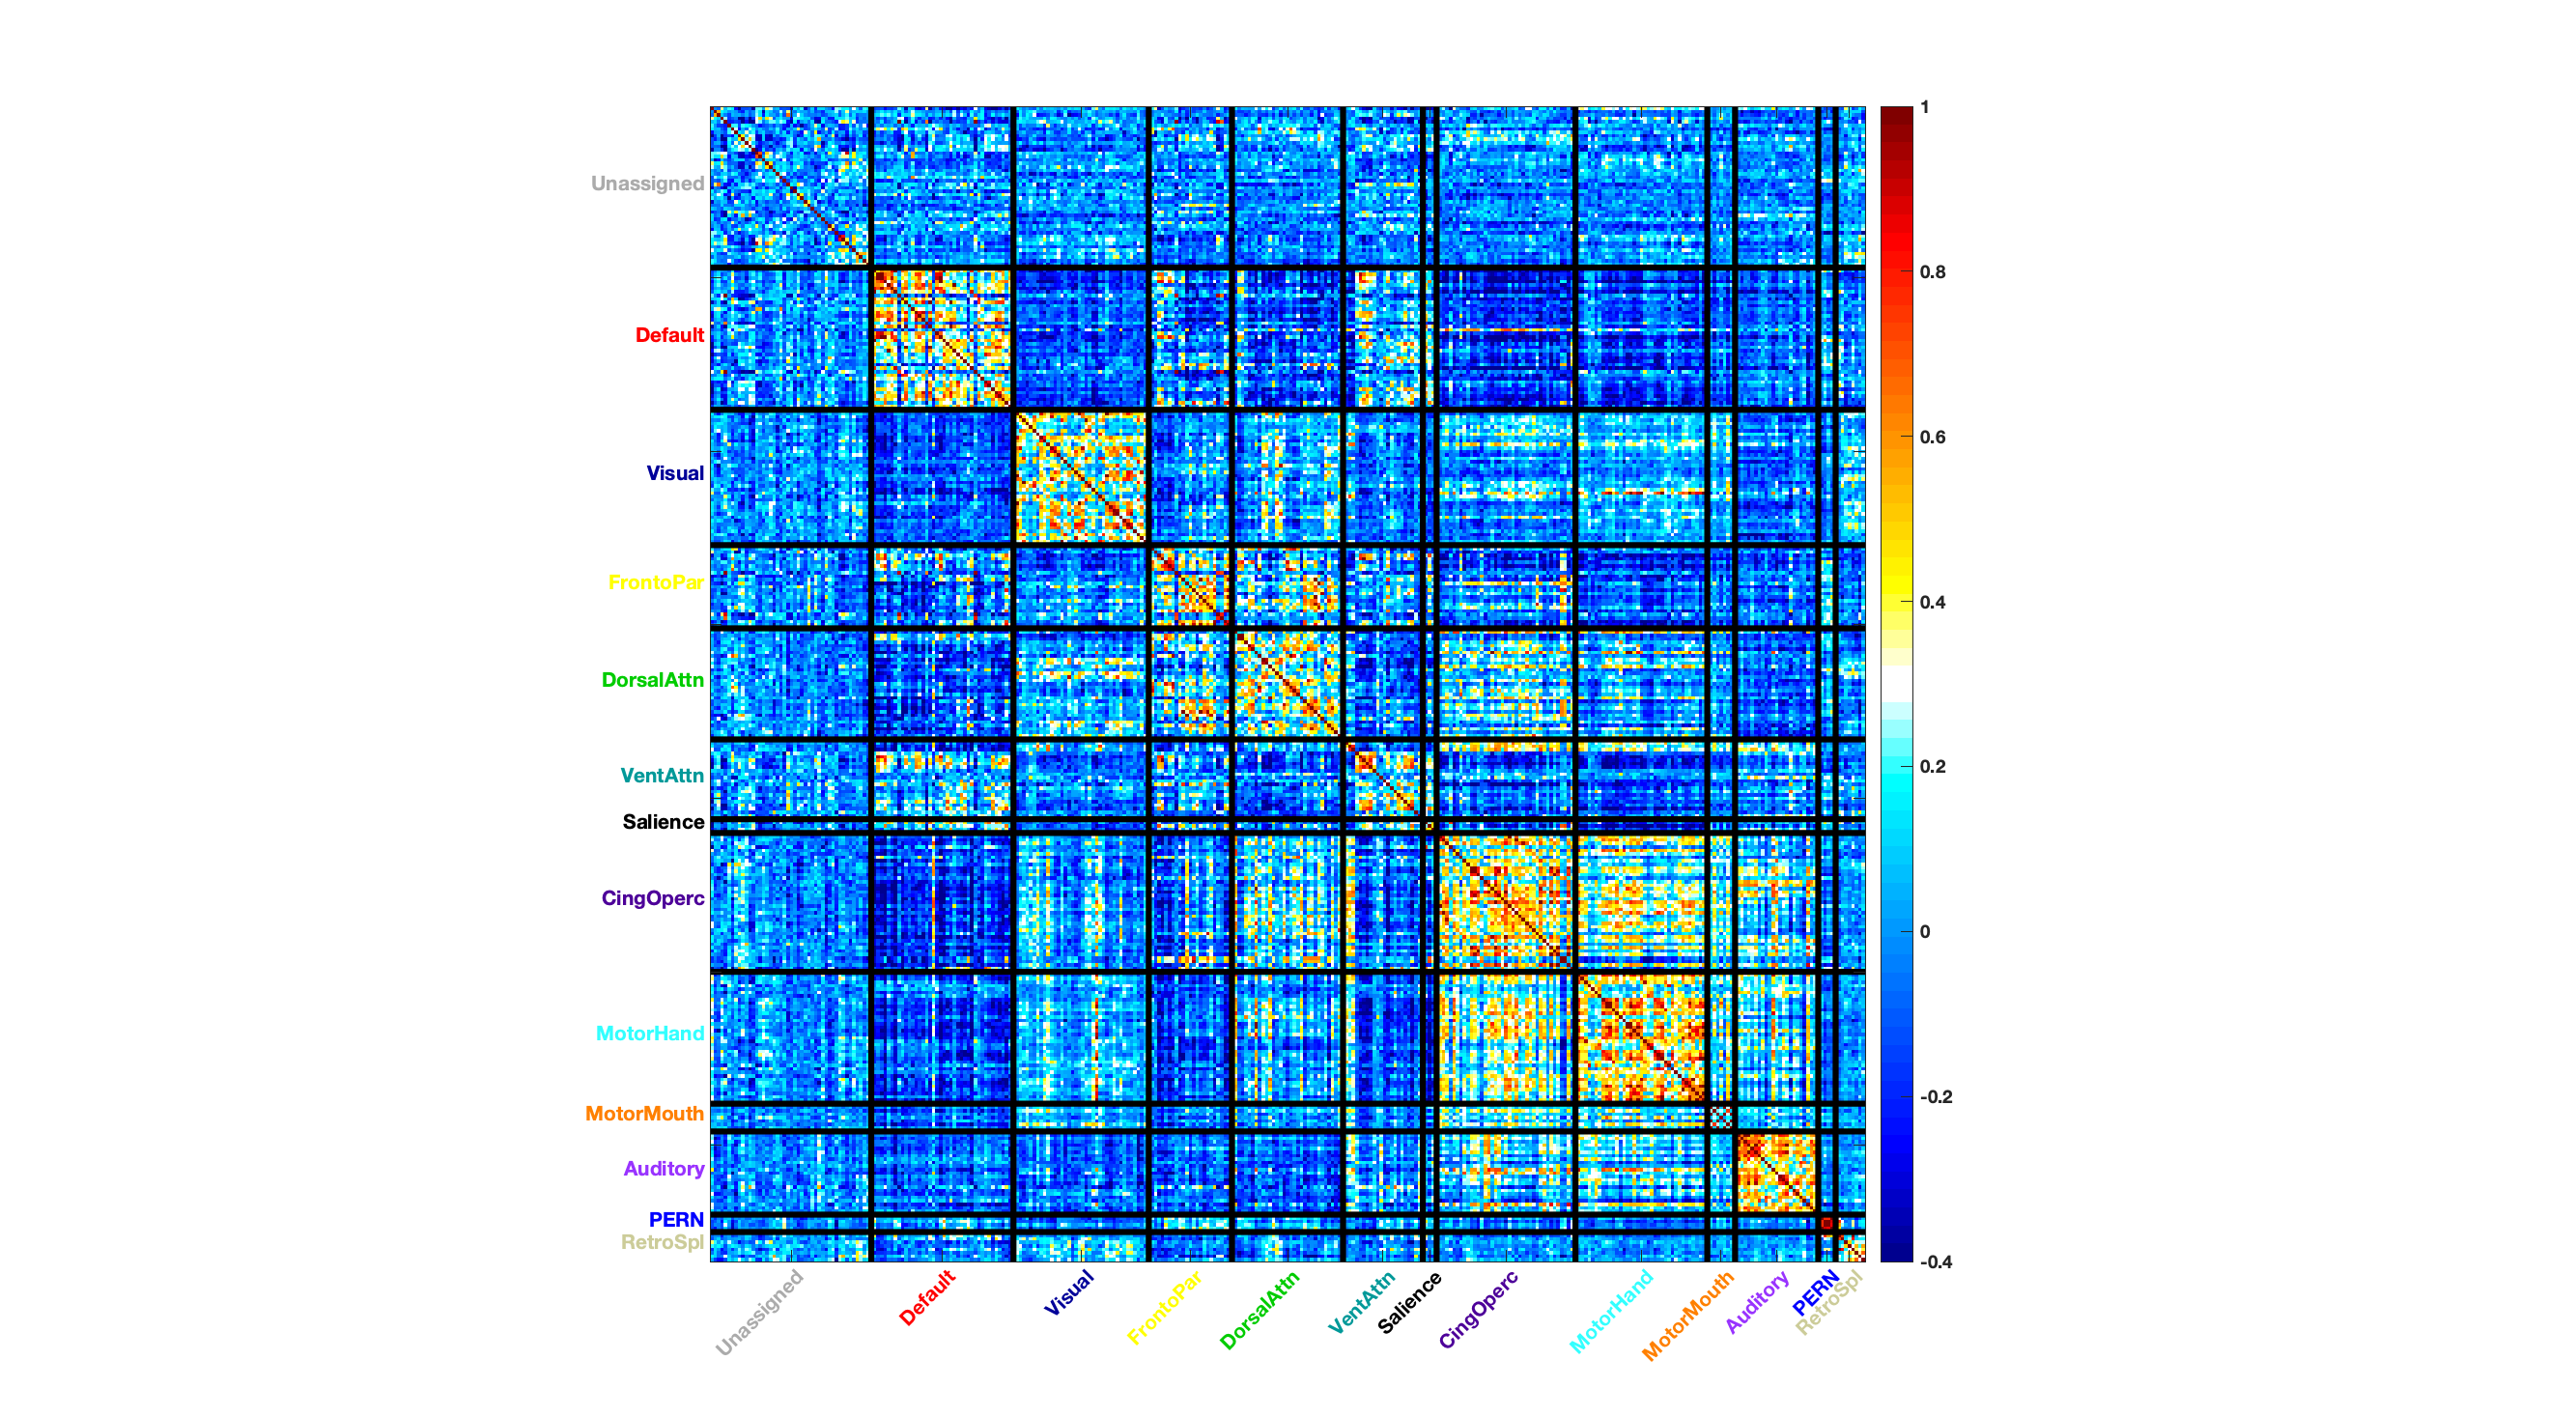 Unassigned
Default
Visual
FrontoPar
DorsalAttn
VentAttn
Salience
CingOperc
MotorHand
MotorMouth
Auditory
PERN
RetroSpl
Unassigned
Default
Visual
FrontoPar
DorsalAttn
VentAttn
Salience
CingOperc
MotorHand
MotorMouth
Auditory
PERN
RetroSpl
1
0.8
0.6
0.4
0.2
0
-0.2
-0.4